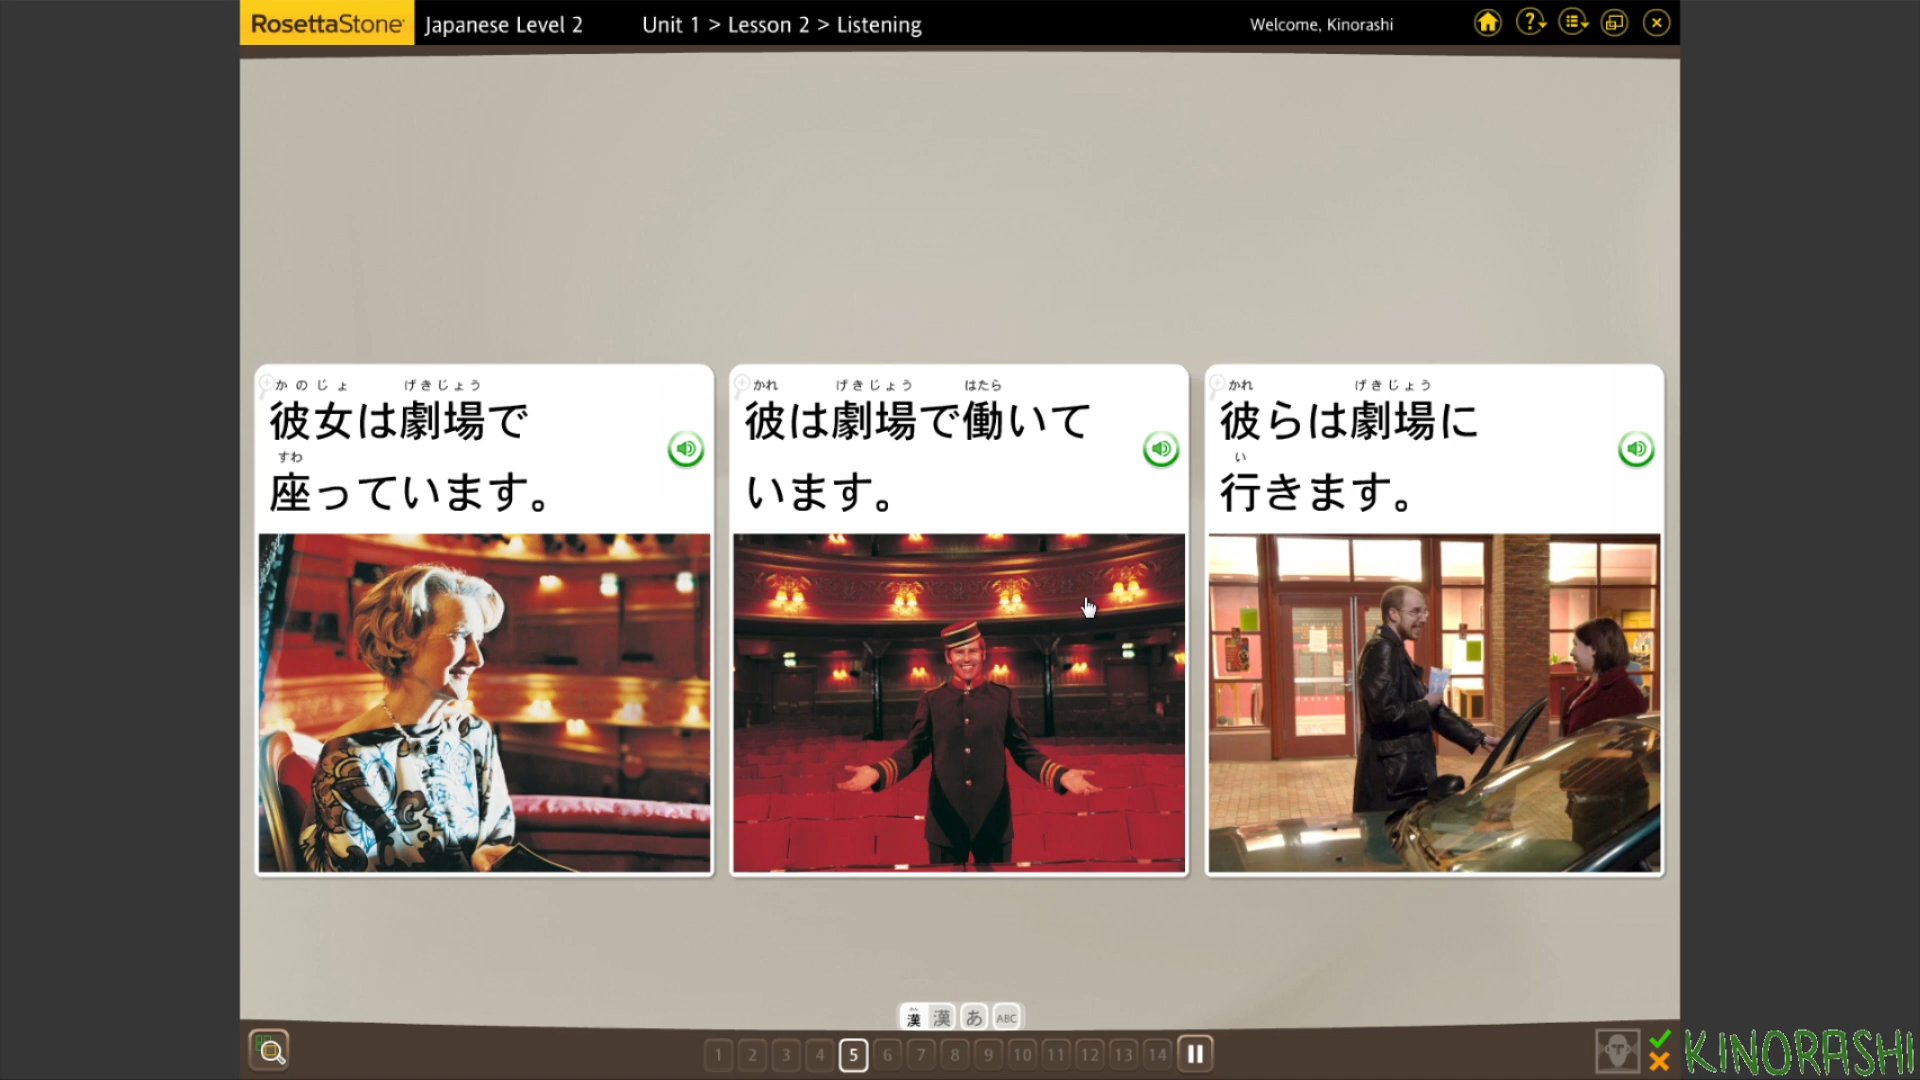 RosettaStone Japanese Level 2 Unit 1 > Lesson 2 > Listening Welcome, Kinorashi
かのじょ げきじょう
彼女は劇場で
すわ
座っています。
かれ げきじょう はたら
彼は劇場で働いて
います。
かれ げきじょう
彼らは劇場に
い
行きます。
漢 漢 あ ABC
1 2 3 4 5 6 7 8 9 10 11 12 13 14
KINORASHI